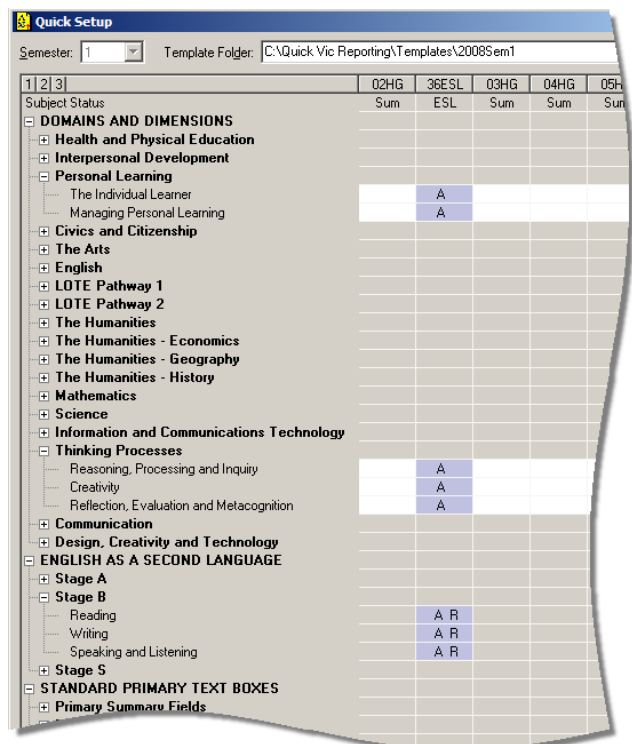 Quick Setup
Semester: 1 Template Folder: C:\Quick Vic Reporting\Templates\2008Sem1
1 2 3 02HG 36ESL 03HG 04HG
Subject Status Sum ESL Sum Sum Sum
DOMAINS AND DIMENSIONS
Health and Physical Education
Interpersonal Development
Personal Learning
The Individual Learner A
Managing Personal Learning A
Civics and Citizenship
The Arts
English
LOTE Pathway 1
LOTE Pathway 2
The Humanities
The Humanities - Economics
The Humanities - Geography
The Humanities - History
Mathematics
Science
Information and Communications Technology
Thinking Processes
Reasoning, Processing and Inquiry A
Creativity A
Reflection, Evaluation and Metacognition A
Communication
Design, Creativity and Technology
ENGLISH AS A SECOND LANGUAGE
Stage A
Stage B
Reading A R
Writing A R
Speaking and Listening A R
Stage S
STANDARD PRIMARY TEXT BOXES
Primary Summary Fields